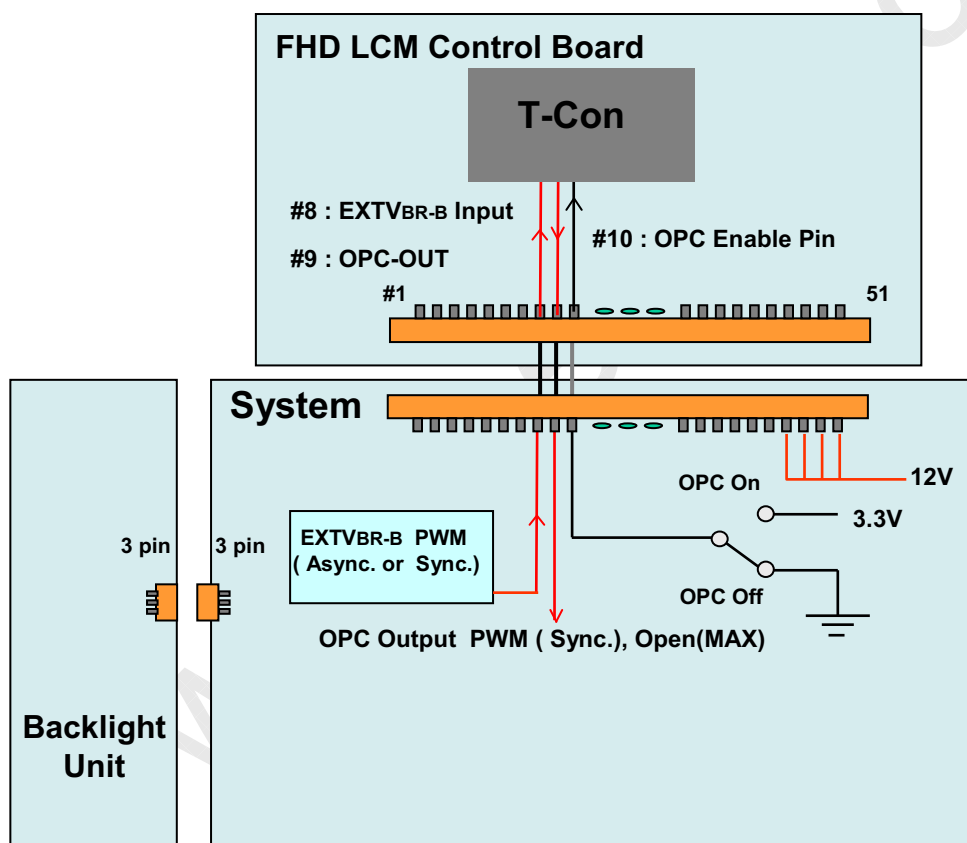 FHD LCM Control Board
T-Con
#8 : EXTVBR-B Input
#9 : OPC-OUT
#10 : OPC Enable Pin
#1
51
System
OPC On
12V
3.3V
3 pin
3 pin
EXTVBR-B PWM
( Async. or Sync.)
OPC Off
OPC Output PWM ( Sync.), Open(MAX)
Backlight
Unit